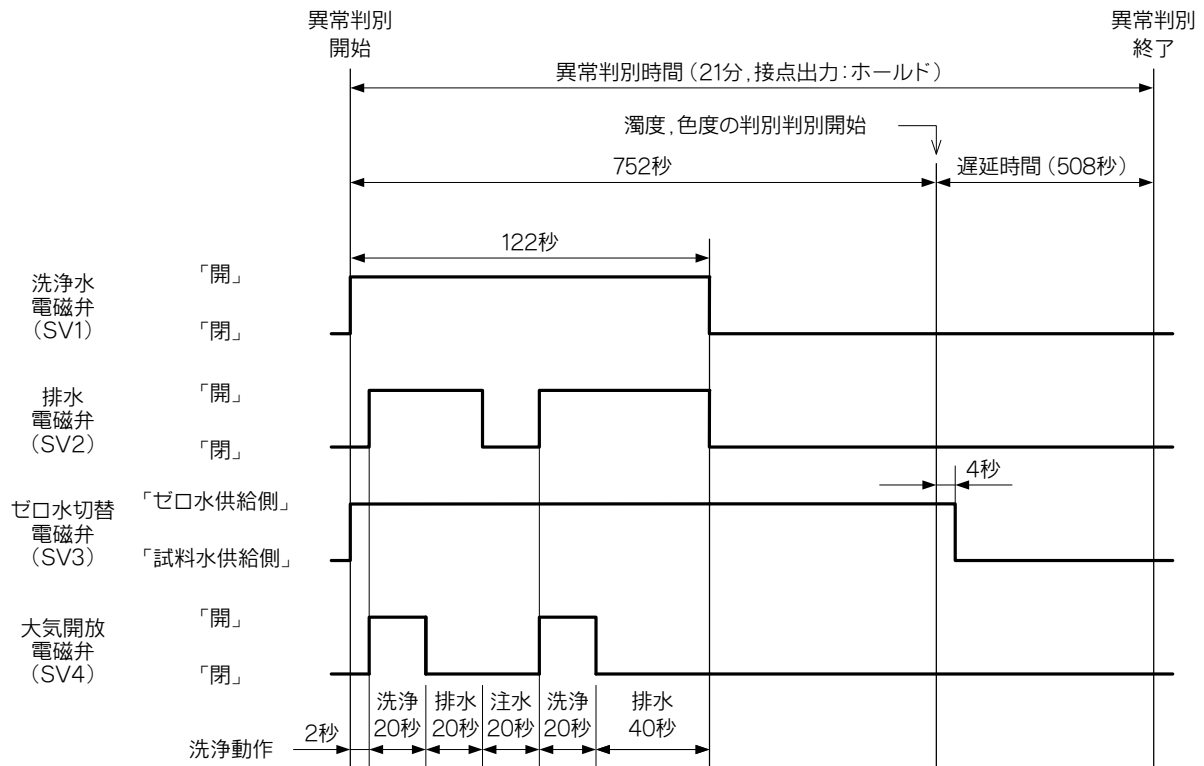 異常判別
開始
異常判別
終了
異常判別時間（21分，接点出力：ホールド）
濁度，色度の判別判別開始
752秒
遅延時間（508秒）
122秒
洗浄水
電磁弁
（SV1）
「開」
「閉」
排水
電磁弁
（SV2）
「開」
「閉」
4秒
ゼロ水切替
電磁弁
（SV3）
「ゼロ水供給側」
「試料水供給側」
大気開放
電磁弁
（SV4）
「開」
「閉」
洗浄動作
2秒
洗浄
20秒
排水
20秒
注水
20秒
洗浄
20秒
排水
40秒